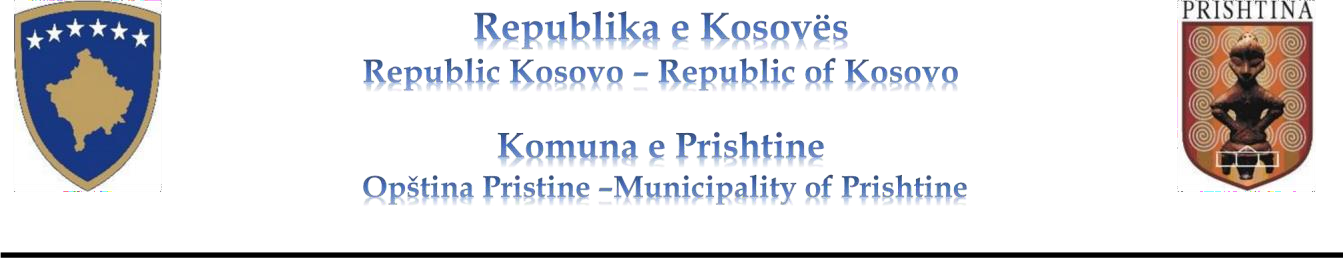 PRISHTINA
Republika e Kosovës
Republic Kosovo – Republic of Kosovo
Komuna e Prishtine
Opština Pristine –Municipality of Prishtine